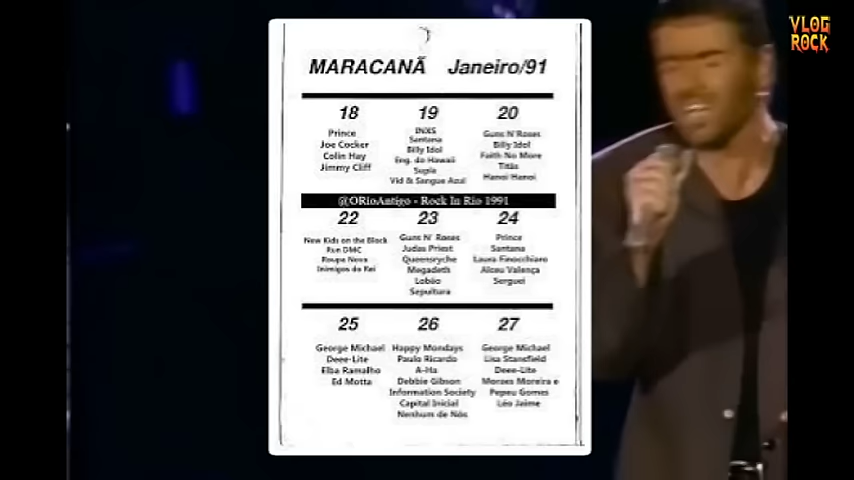 VLOG
ROCK
MARACANÃ Janeiro/91
18
Prince
Joe Cocker
Colin Hay
Jimmy Cliff
19
INXS
Santana
Billy Idol
Eng. do Hawaii
Supla
Vid & Sangue Azul
20
Guns N' Roses
Billy Idol
Faith No More
Titãs
Hanoi Hanoi
@ORioAntigo - Rock In Rio 1991
22
New Kids on the Block
Run DMC
Roupa Nova
Inimigos do Rei
23
Guns N' Roses
Judas Priest
Queensryche
Megadeth
Lobão
Sepultura
24
Prince
Santana
Laura Finocchiaro
Alceu Valença
Serguei
25
George Michael
Deee-Lite
Elba Ramalho
Ed Motta
26
Happy Mondays
Paulo Ricardo
A-Ha
Debbie Gibson
Information Society
Capital Inicial
Nenhum de Nós
27
George Michael
Lisa Stansfield
Deee-Lite
Moraes Moreira e
Pepeu Gomes
Léo Jaime